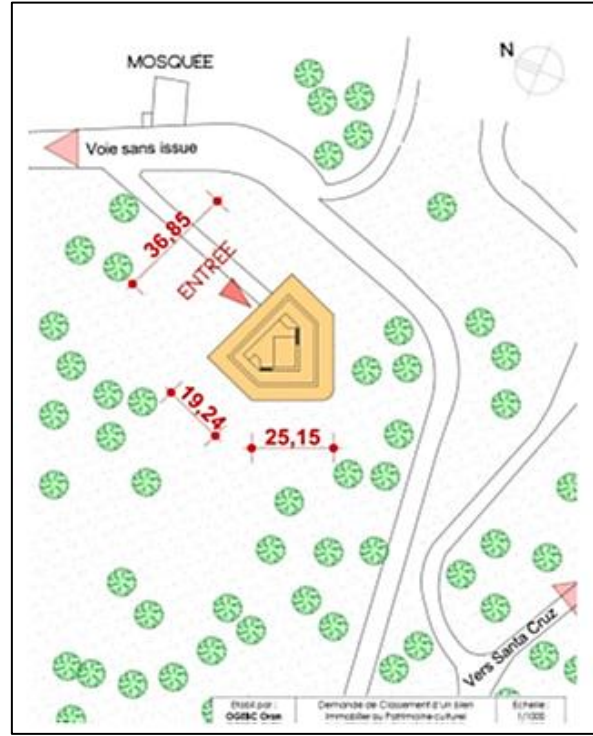 MOSQUÉE
N
Voie sans issue
36,85
ENTRÉE
19,24
25,15
Vers Santa Cruz
Etabli par :
OGEBC Oran
Demande de Classement d'un bien
Immobilier au Patrimoine culturel
Echelle :
1/1000